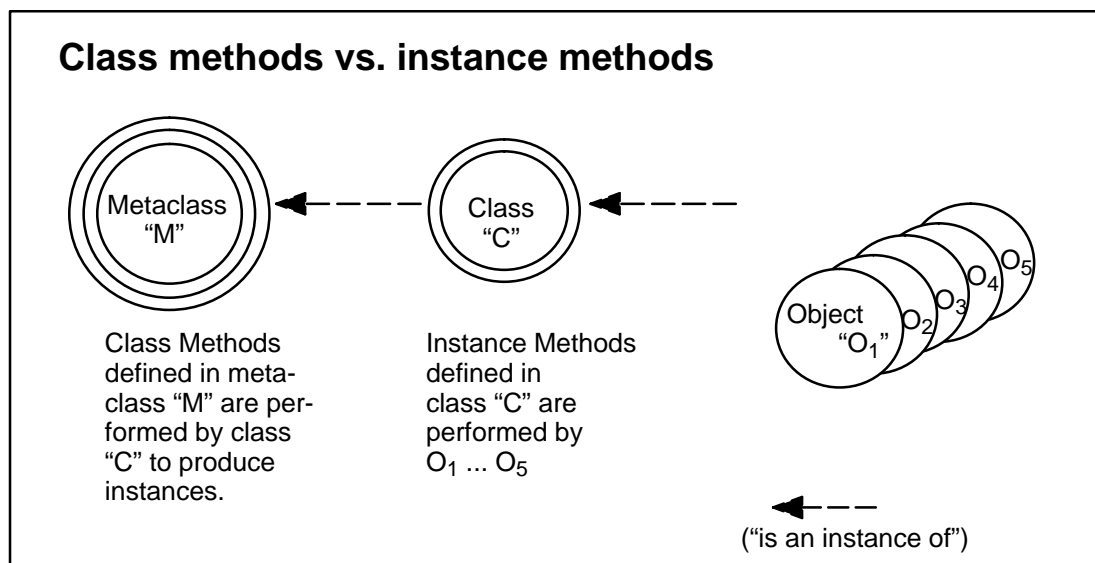 Class methods vs. instance methods
Metaclass
“M”
Class
“C”
Object
“O1”
O2
O3
O4
O5
Class Methods
defined in meta-
class “M” are per-
formed by class
“C” to produce
instances.
Instance Methods
defined in
class “C” are
performed by
O1 ... O5
(“is an instance of”)